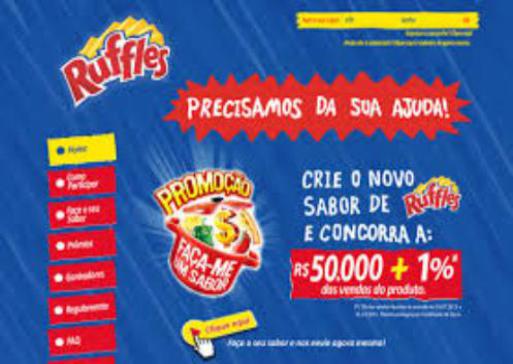 Ruffles
PRECISAMOS DA SUA AJUDA!
Home
Como
Participar
Faça o seu
Sabor
Prêmios
Ganhadores
Regulamento
FAQ
PROMOÇÃO
FAÇA-ME
UM SABOR
CRIE O NOVO
SABOR DE Ruffles
E CONCORRA A:
R$50.000 + 1%*
das vendas do produto.
Clique aqui
Faça o seu sabor e nos envie agora mesmo!